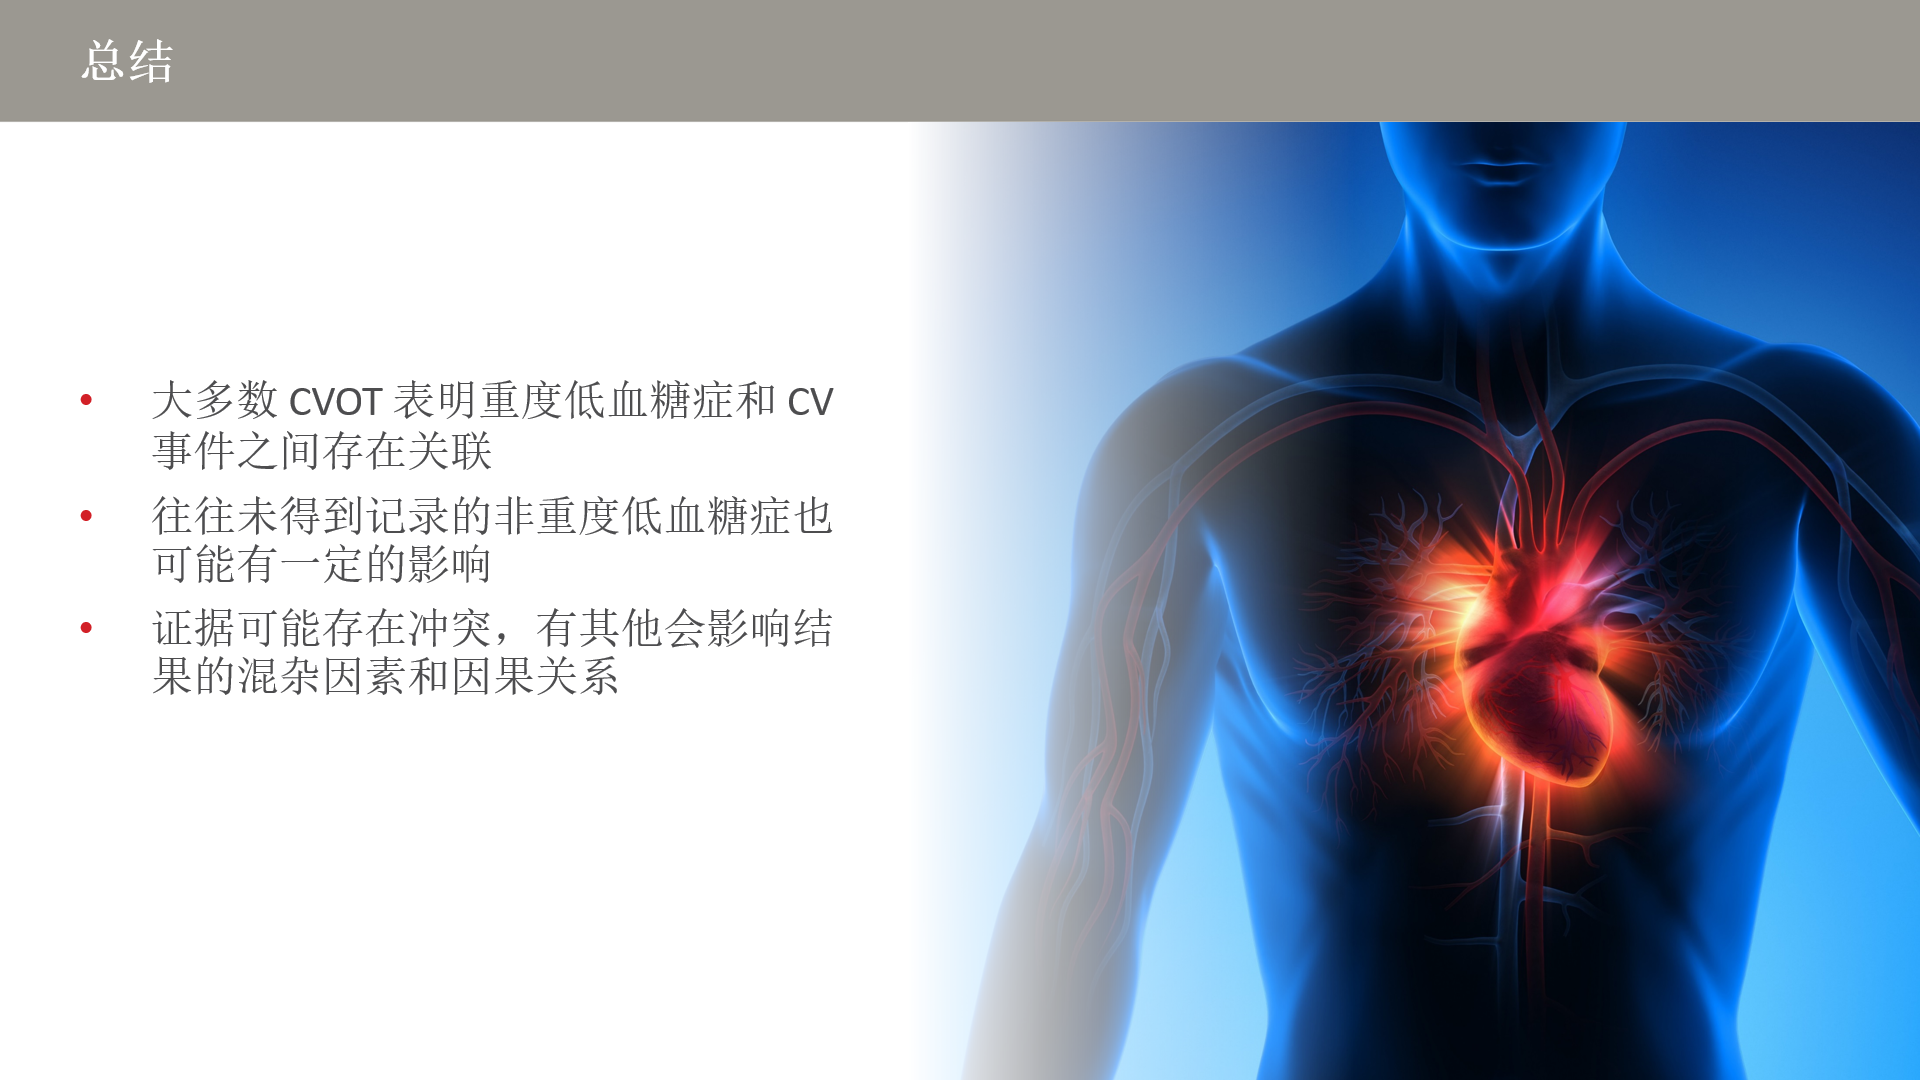 总结
• 大多数 CVOT 表明重度低血糖症和 CV
事件之间存在关联
• 往往未得到记录的非重度低血糖症也
可能有一定的影响
• 证据可能存在冲突，有其他会影响结
果的混杂因素和因果关系